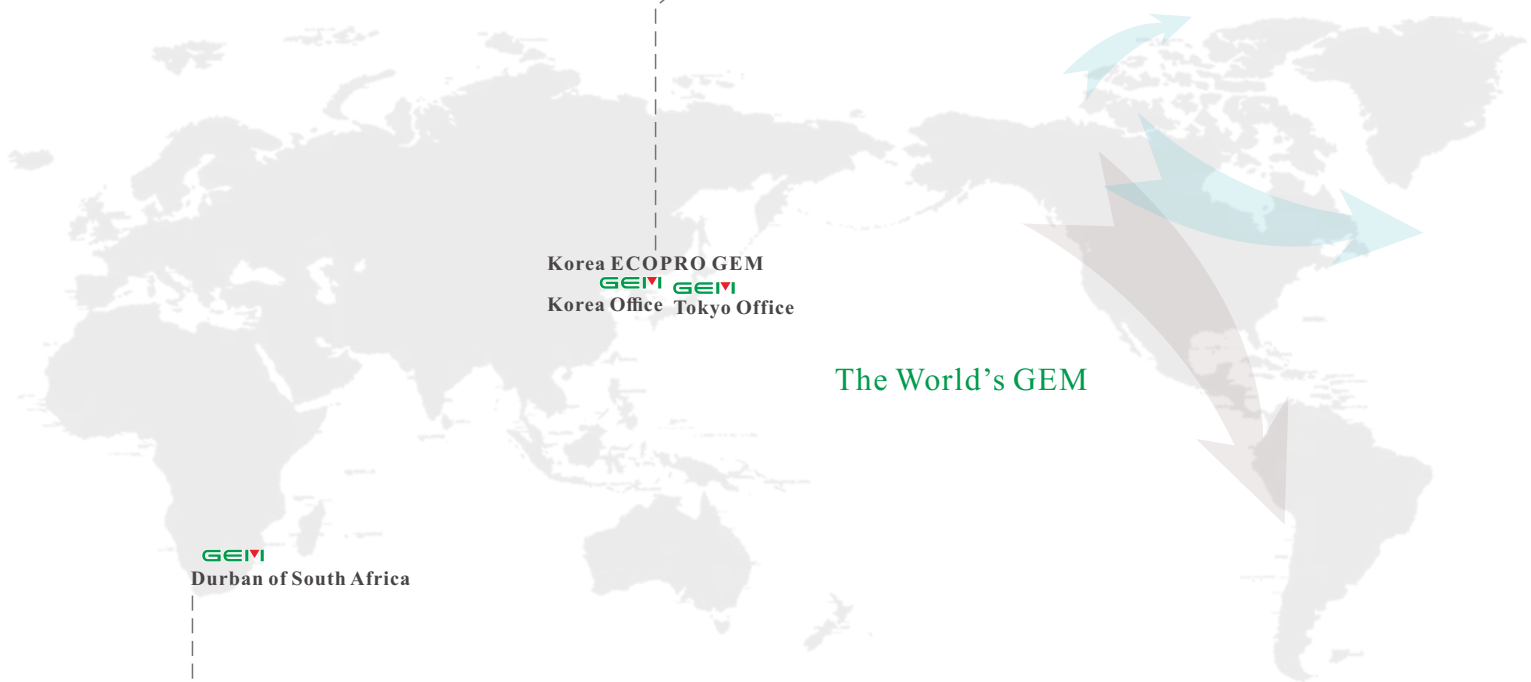 Korea ECOPRO GEM
GEM GEM
Korea Office Tokyo Office
The World’s GEM
GEM
Durban of South Africa